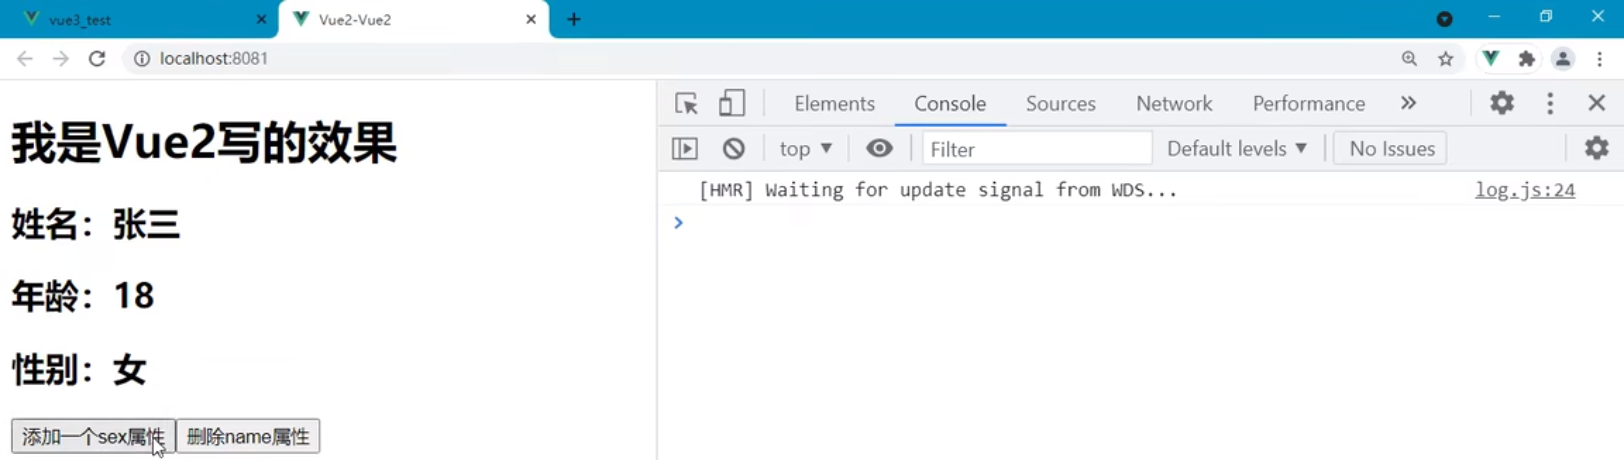 vue3_test
Vue2-Vue2
localhost:8081
我是Vue2写的效果
姓名：张三
年龄：18
性别：女
添加一个sex属性 删除name属性
Elements Console Sources Network Performance
top Filter Default levels No Issues
[HMR] Waiting for update signal from WDS... log.js:24